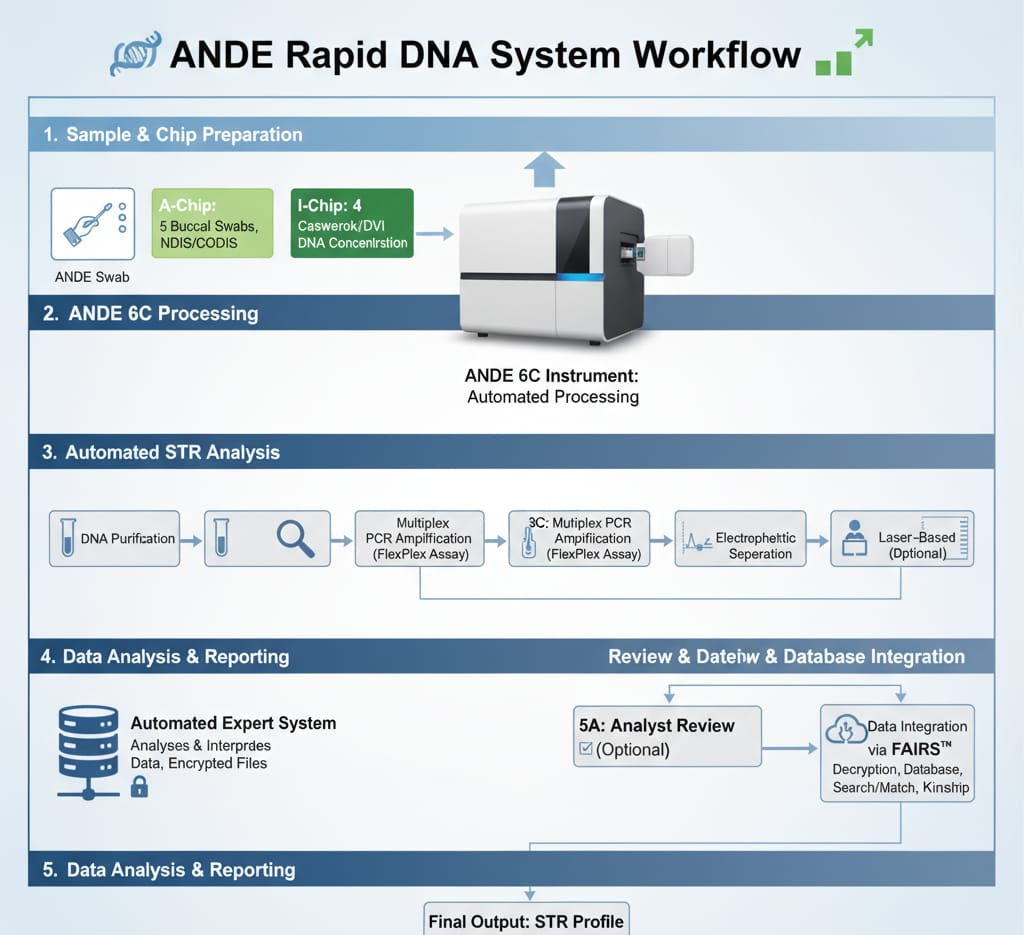 ANDE Rapid DNA System Workflow
1. Sample & Chip Preparation
ANDE Swab
A-Chip:
5 Buccal Swabs,
NDIS/CODIS
I-Chip: 4
Caswerok/DVI
DNA Concenlrstion
2. ANDE 6C Processing
ANDE 6C Instrument:
Automated Processing
3. Automated STR Analysis
DNA Purification
Multiplex
PCR Amplification
(FlexPlex Assay)
3C: Mutiplex PCR
Ampiification
(FlexPlex Assay)
Electrophektic
Seperation
Laser-Based
(Optional)
4. Data Analysis & Reporting
Review & Dateiw & Database Integration
Automated Expert System
Analyses & Interprdes
Data, Encrypted Files
5A: Analyst Review
(Optional)
Data Integration
via FAIRS™
Decryption, Database,
Search/Match, Kinship
5. Data Analysis & Reporting
Final Output: STR Profile